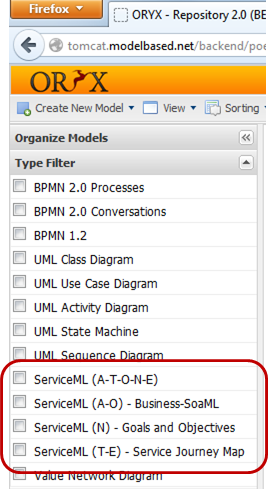 Firefox
ORYX - Repository 2.0 (BE
tomcat.modelbased.net/backend/poe
ORYX
Create New Model View Sorting
Organize Models
Type Filter
BPMN 2.0 Processes
BPMN 2.0 Conversations
BPMN 1.2
UML Class Diagram
UML Use Case Diagram
UML Activity Diagram
UML State Machine
UML Sequence Diagram
ServiceML (A-T-O-N-E)
ServiceML (A-O) - Business-SoaML
ServiceML (N) - Goals and Objectives
ServiceML (T-E) - Service Journey Map
Value Network Diagram